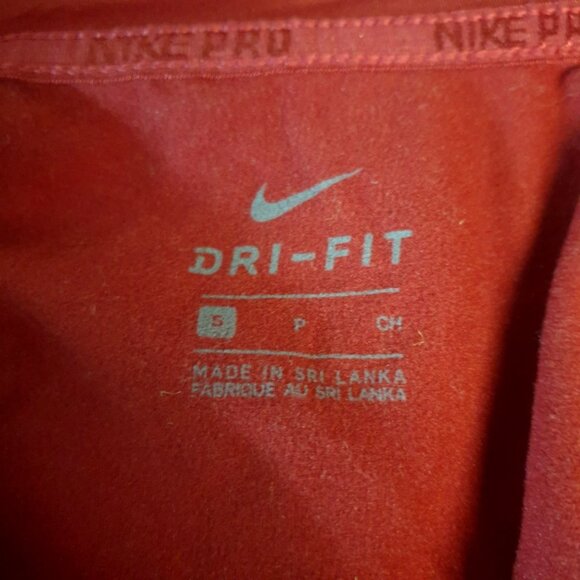 NIKE PRO NIKE PR
DRI-FIT
S P CH
MADE IN SRI LANKA
FABRIQUE AU SRI LANKA